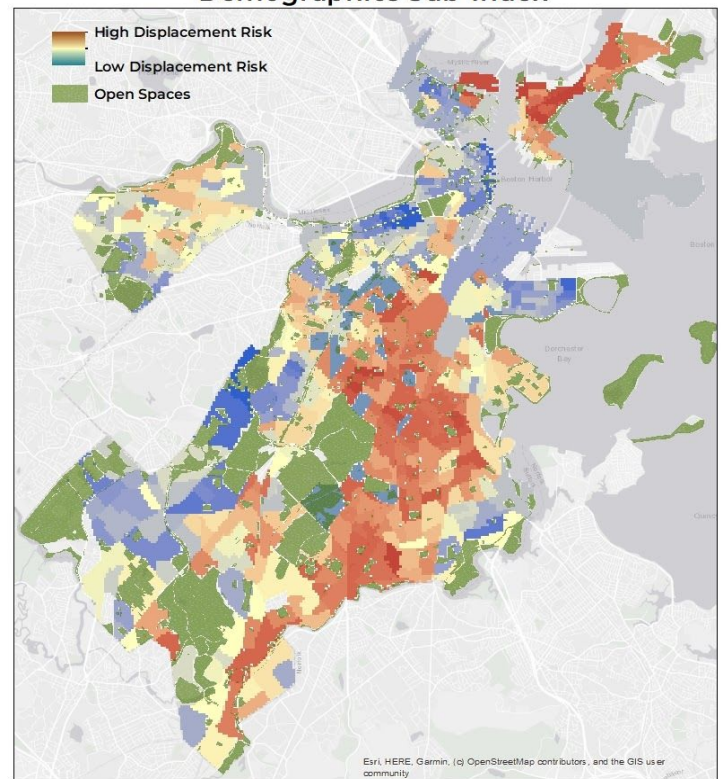 Demographics Sub-Index
High Displacement Risk
Low Displacement Risk
Open Spaces
Boston Harbor
Dorchester
Bay
Esri, HERE, Garmin, (c) OpenStreetMap contributors, and the GIS user
community